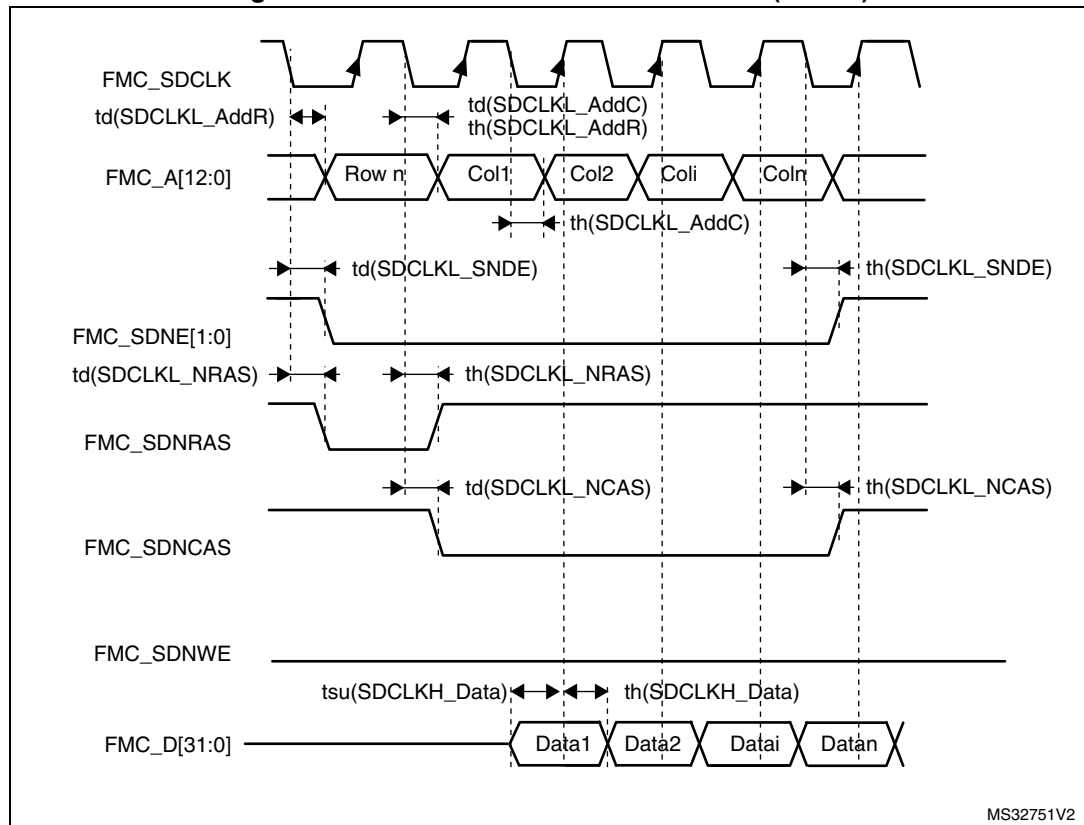 FMC_SDCLK
td(SDCLKL_AddR)
td(SDCLKL_AddC)
th(SDCLKL_AddR)
FMC_A[12:0]
Row n
Col1
Col2
Coli
Coln
th(SDCLKL_AddC)
td(SDCLKL_SNDE)
th(SDCLKL_SNDE)
FMC_SDNE[1:0]
td(SDCLKL_NRAS)
th(SDCLKL_NRAS)
FMC_SDNRAS
td(SDCLKL_NCAS)
th(SDCLKL_NCAS)
FMC_SDNCAS
FMC_SDNWE
tsu(SDCLKH_Data)
th(SDCLKH_Data)
FMC_D[31:0]
Data1
Data2
Datai
Datan
MS32751V2